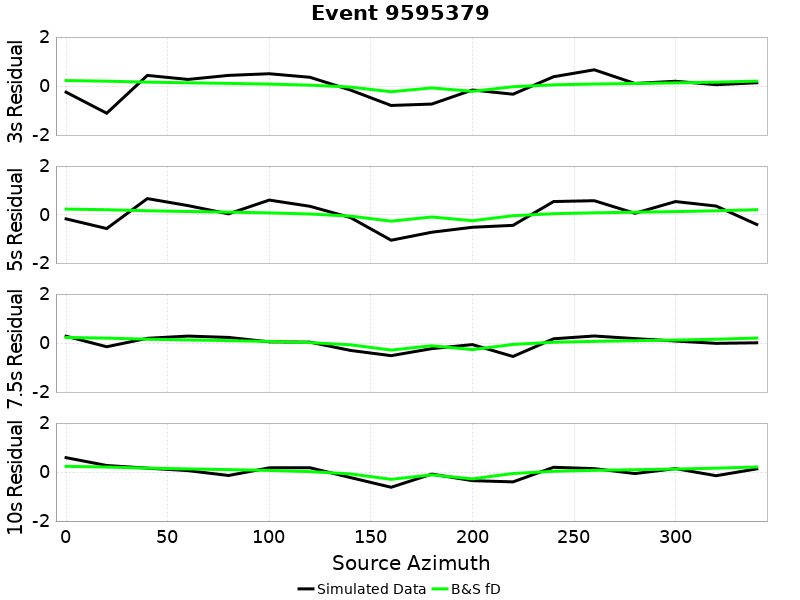 Event 9595379
3s Residual
2
0
-2
5s Residual
2
0
-2
7.5s Residual
2
0
-2
10s Residual
2
0
-2
0 50 100 150 200 250 300
Source Azimuth
Simulated Data B&S fD